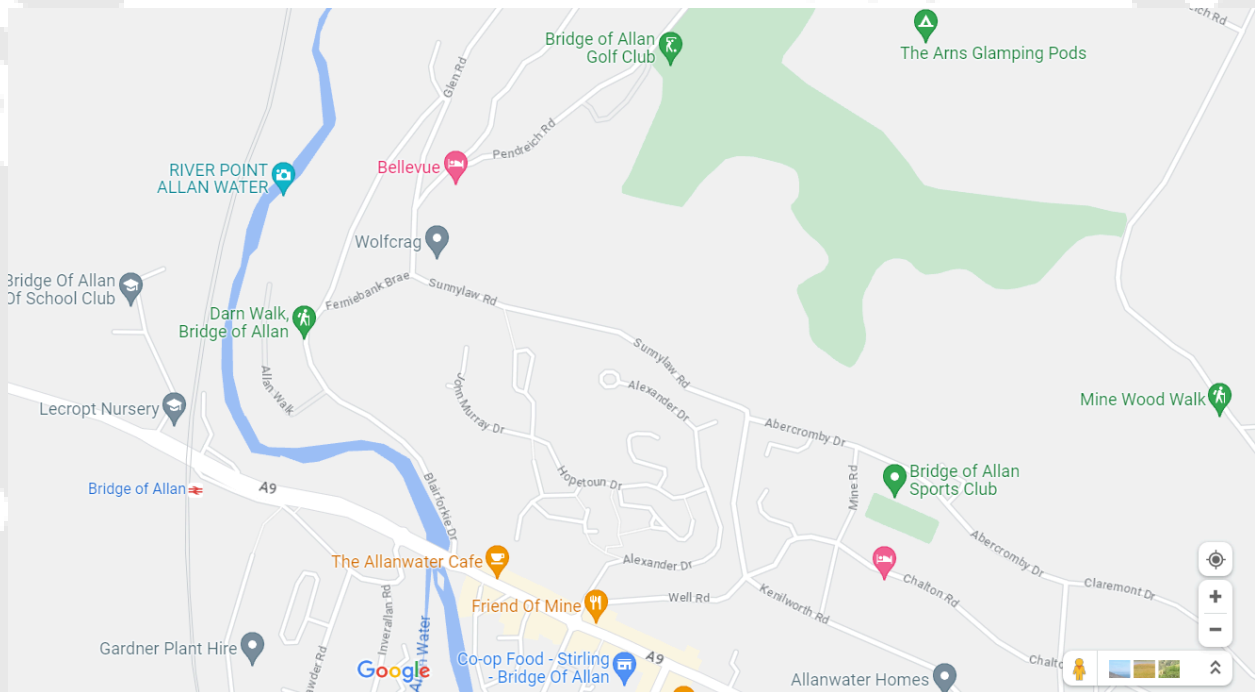 Bridge of Allan
Golf Club
The Arns Glamping Pods
Glen Rd
Pendreich Rd
RIVER POINT
ALLAN WATER
Bellevue
Wolfcrag
Bridge Of Allan
Of School Club
Ferniebank Brae
Sunnylaw Rd
Darn Walk,
Bridge of Allan
Sunnylaw Rd
Allan Walk
John Murray Dr
Alexander Dr
Mine Wood Walk
Lecropt Nursery
Abercromby Dr
Bridge of Allan
Sports Club
Mine Rd
Hopetoun Dr
Bridge of Allan
A9
Blairforkie Dr
Abercromby Dr
The Allanwater Cafe
Alexander Dr
Chalton Rd
Claremont Dr
Kenilworth Rd
Well Rd
Friend Of Mine
Inverallan Rd
Gardner Plant Hire
Google
Co-op Food - Stirling
- Bridge Of Allan
A9
Allanwater Homes